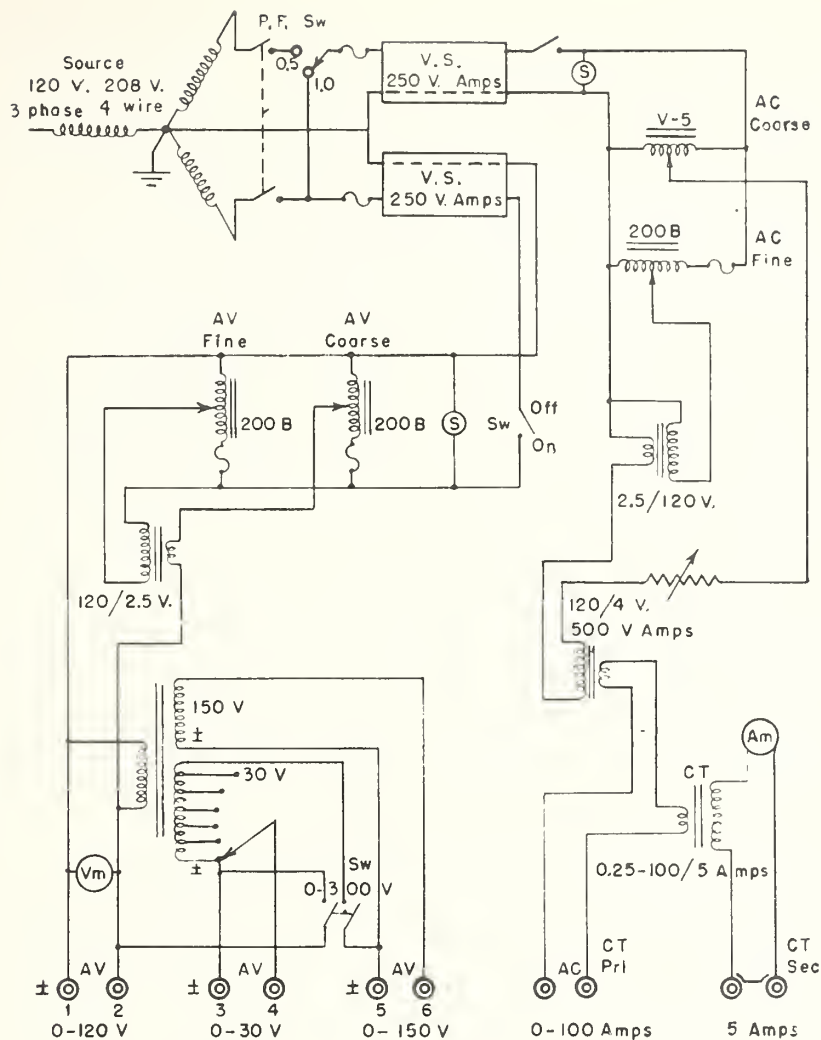 P. F. Sw
Source
120 V. 208 V.
3 phase 4 wire
0.5
1.0
V. S.
250 V. Amps
S
V-5
AC
Coarse
V. S.
250 V. Amps
200 B
AC
Fine
AV
Fine
AV
Coarse
200 B
200 B
S
Sw
Off
On
2.5/120 V.
120/2.5 V.
120/4 V.
500 V Amps
150 V
±
30 V
±
Vm
Sw
0-300 V
Am
CT
0.25-100/5 Amps
AV
AV
AV
AC
CT
Pri
CT
Sec
± ± ±
1 2 3 4 5 6
0-120 V
0-30 V
0-150 V
0-100 Amps
5 Amps